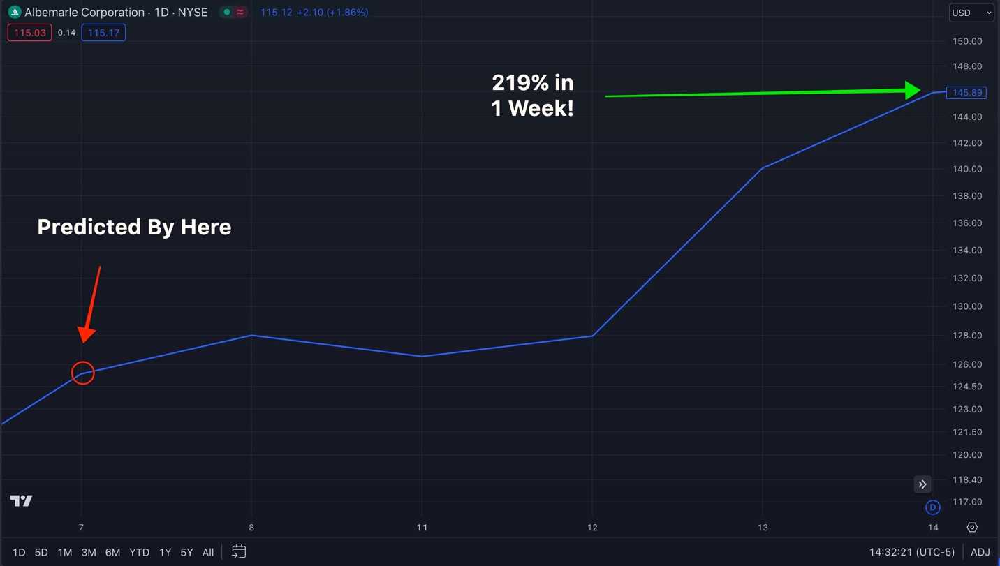 Albemarle Corporation · 1D · NYSE 115.12 +2.10 (+1.86%)
USD
115.03 0.14 115.17
150.00
148.00
219% in
1 Week!
145.89
144.00
142.00
140.00
138.00
136.00
Predicted By Here
134.00
132.00
130.00
128.00
126.00
124.50
123.00
121.50
120.00
118.40
117.00
D
7 8 11 12 13 14
1D 5D 1M 3M 6M YTD 1Y 5Y All 14:32:21 (UTC-5) ADJ